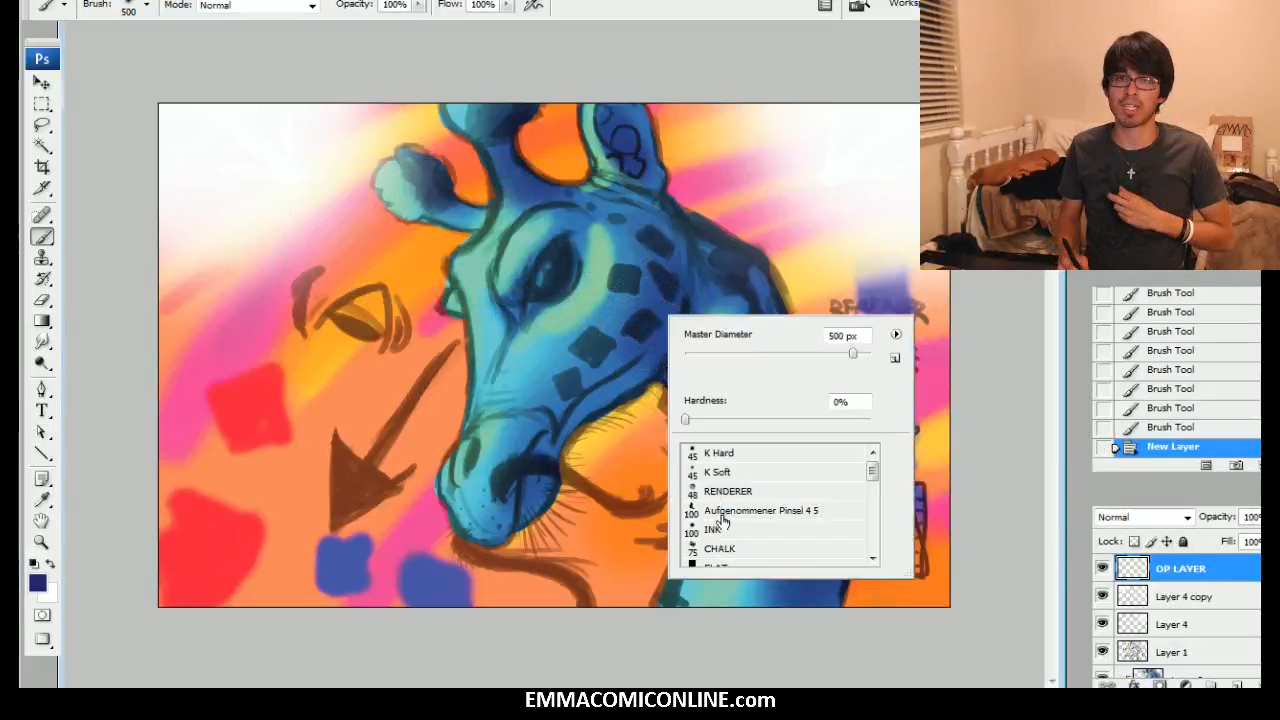 Brush: 500 Mode: Normal Opacity: 100% Flow: 100%
Ps
RENDERER
Master Diameter 500 px
Hardness: 0%
45 K Hard
45 K Soft
48 RENDERER
100 Aufgenommener Pinsel 4 5
100 INK
75 CHALK
FLAT
Brush Tool
Brush Tool
Brush Tool
Brush Tool
Brush Tool
Brush Tool
Brush Tool
Brush Tool
New Layer
Normal Opacity: 100%
Lock: Fill:
OP LAYER
Layer 4 copy
Layer 4
Layer 1
EMMACOMICONLINE.com